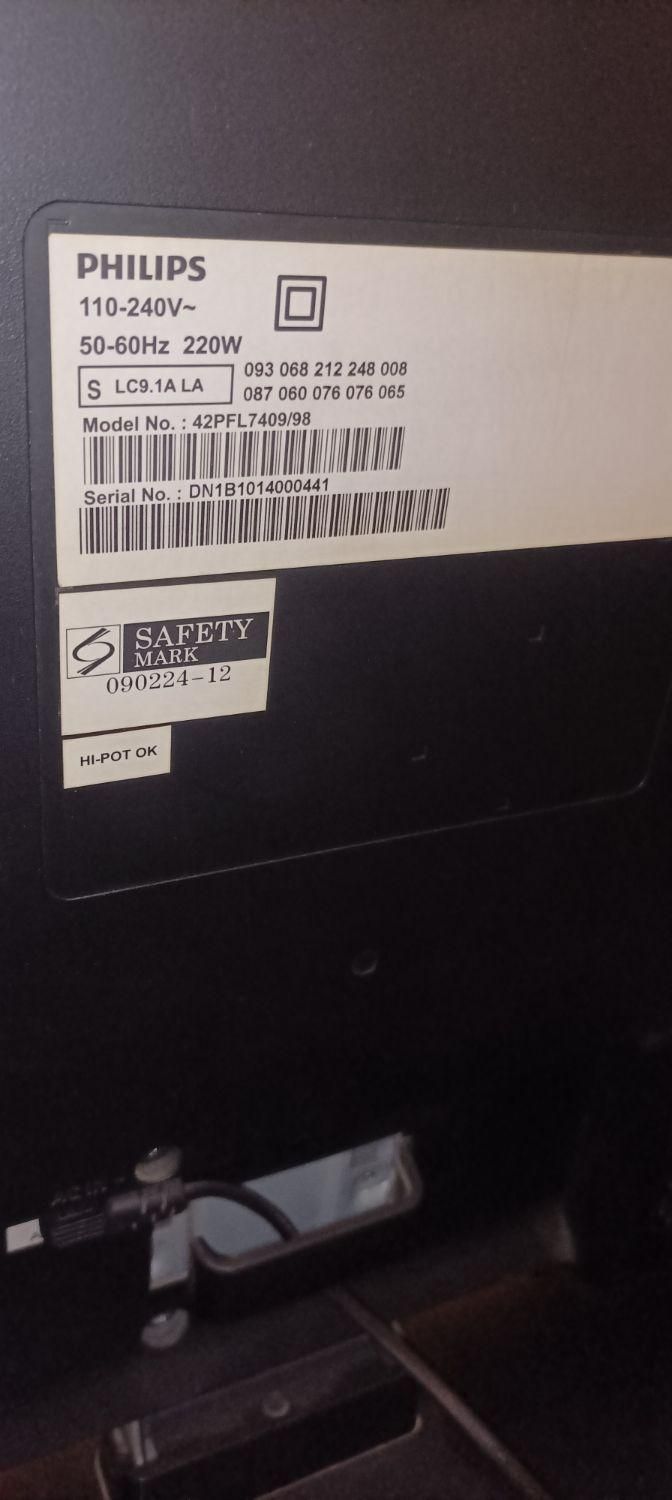 PHILIPS
110-240V~
50-60Hz 220W
S LC9.1A LA
093 068 212 248 008
087 060 076 076 065
Model No. : 42PFL7409/98
Serial No. : DN1B1014000441
SAFETY
MARK
090224-12
HI-POT OK